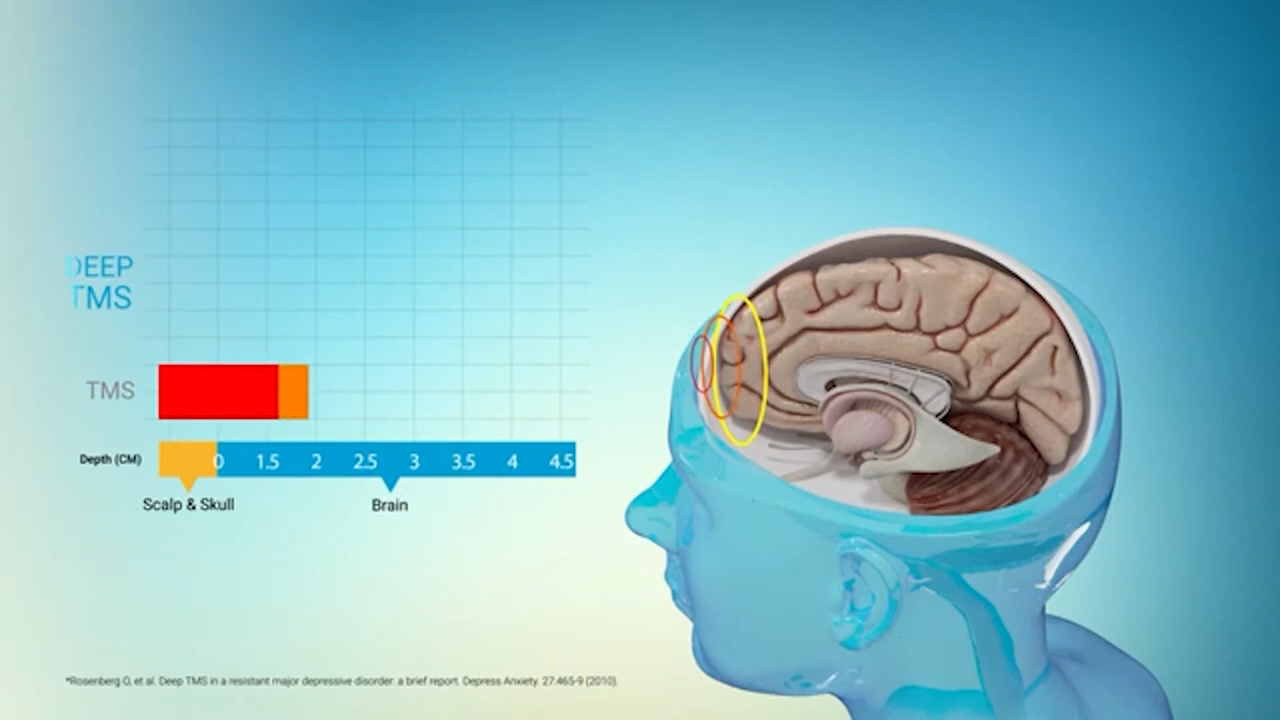 DEEP
TMS
TMS
Depth (CM) 0 1.5 2 2.5 3 3.5 4 4.5
Scalp & Skull Brain
*Rosenberg O, et al. Deep TMS in a resistant major depressive disorder: a brief report. Depress Anxiety. 27:465-9 (2010).